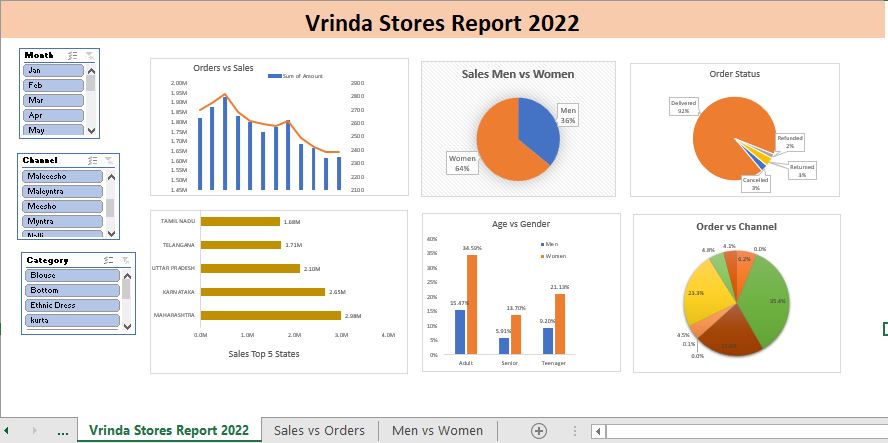 Vrinda Stores Report 2022
Month
Jan
Feb
Mar
Apr
May
Channel
Maleeesho
Maleyntra
Meesho
Myntra
Nalli
Category
Blouse
Bottom
Ethnic Dress
kurta
Orders vs Sales
Sum of Amount
2.00M
1.95M
1.90M
1.85M
1.80M
1.75M
1.70M
1.65M
1.60M
1.55M
1.50M
1.45M
2900
2800
2700
2600
2500
2400
2300
2200
2100
Sales Men vs Women
Men
36%
Women
64%
Order Status
Delivered
92%
Refunded
2%
Returned
3%
Cancelled
3%
TAMIL NADU
1.68M
TELANGANA
1.71M
UTTAR PRADESH
2.10M
KARNATAKA
2.65M
MAHARASHTRA
2.98M
0.0M 1.0M 2.0M 3.0M 4.0M
Sales Top 5 States
Age vs Gender
Men
Women
40%
35%
30%
25%
20%
15%
10%
5%
0%
15.47% 34.59%
5.91% 13.70%
9.20% 21.13%
Adult Senior Teenager
Order vs Channel
4.8% 4.1% 0.0%
6.2%
35.4%
23.3%
4.5%
0.1%
0.0%
... Vrinda Stores Report 2022 Sales vs Orders Men vs Women